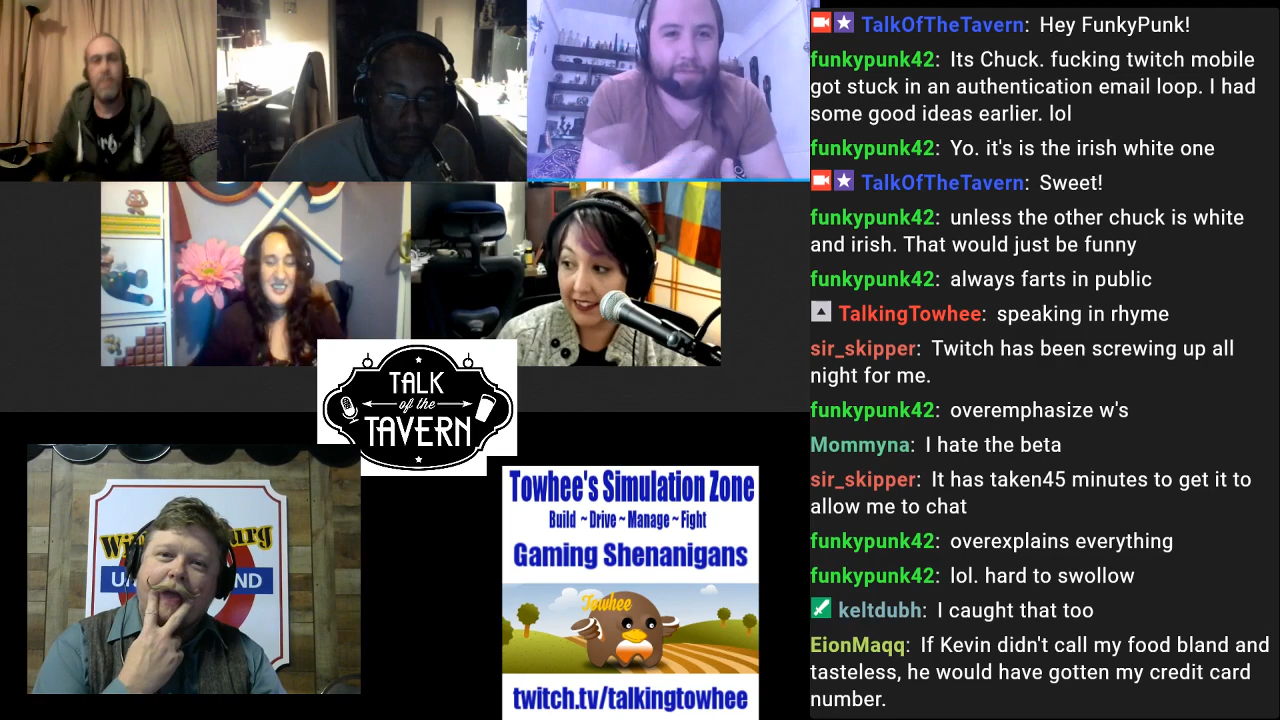 TALK
of the
TAVERN
Towhee's Simulation Zone
Build ~ Drive ~ Manage ~ Fight
Gaming Shenanigans
Towhee
twitch.tv/talkingtowhee
TalkOfTheTavern: Hey FunkyPunk!
funkypunk42: Its Chuck. fucking twitch mobile
got stuck in an authentication email loop. I had
some good ideas earlier. lol
funkypunk42: Yo. it's is the irish white one
TalkOfTheTavern: Sweet!
funkypunk42: unless the other chuck is white
and irish. That would just be funny
funkypunk42: always farts in public
TalkingTowhee: speaking in rhyme
sir_skipper: Twitch has been screwing up all
night for me.
funkypunk42: overemphasize w's
Mommyna: I hate the beta
sir_skipper: It has taken45 minutes to get it to
allow me to chat
funkypunk42: overexplains everything
funkypunk42: lol. hard to swollow
keltdubh: I caught that too
EionMaqq: If Kevin didn't call my food bland and
tasteless, he would have gotten my credit card
number.